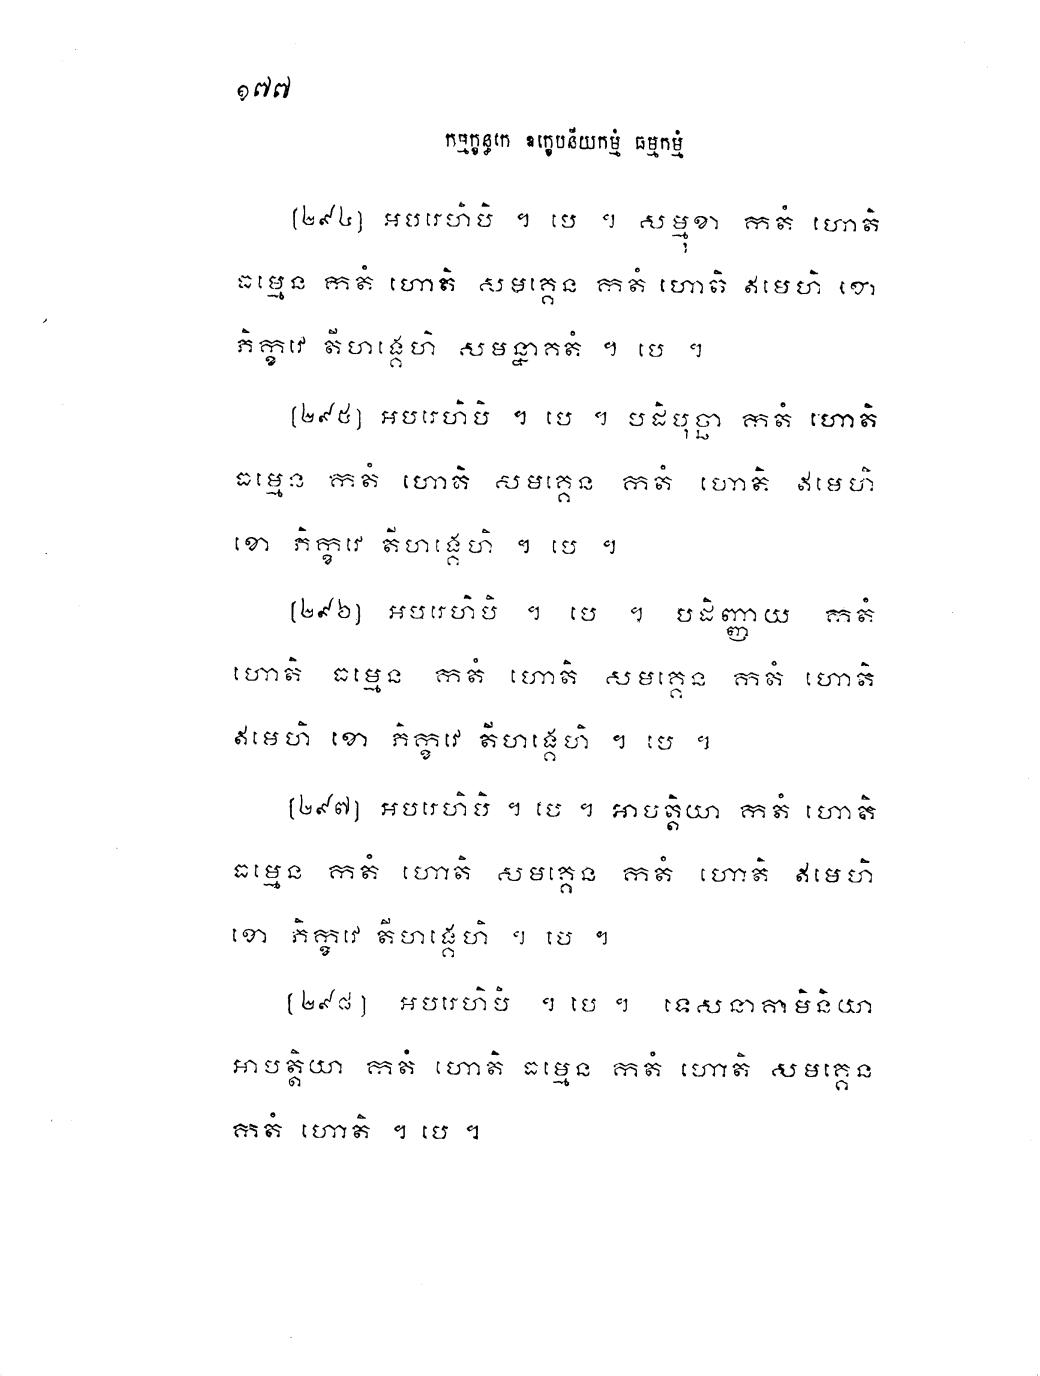 ១៧៧
កម្មក្ខន្ធកេ ឧក្ខេបនីយកម្មំ ធម្មកម្មំ
(២៩៤) អបរេហិបិ ។ បេ ។ សម្មុខា កតំ ហោតិ
ធម្មេន កតំ ហោតិ សមគ្គេន កតំ ហោតិ ឥមេហិ ខោ
ភិក្ខវេ តីហង្គេហិ សមន្នាគតំ ។ បេ ។
(២៩៥) អបរេហិបិ ។ បេ ។ បដិបុច្ឆា កតំ ហោតិ
ធម្មេន កតំ ហោតិ សមគ្គេន កតំ ហោតិ ឥមេហិ
ខោ ភិក្ខវេ តីហង្គេហិ ។ បេ ។
(២៩៦) អបរេហិបិ ។ បេ ។ បដិញ្ញាយ កតំ
ហោតិ ធម្មេន កតំ ហោតិ សមគ្គេន កតំ ហោតិ
ឥមេហិ ខោ ភិក្ខវេ តីហង្គេហិ ។ បេ ។
(២៩៧) អបរេហិបិ ។ បេ ។ អាបត្តិយា កតំ ហោតិ
ធម្មេន កតំ ហោតិ សមគ្គេន កតំ ហោតិ ឥមេហិ
ខោ ភិក្ខវេ តីហង្គេហិ ។ បេ ។
(២៩៨) អបរេហិបិ ។ បេ ។ ទេសនាគាមិនិយា
អាបត្តិយា កតំ ហោតិ ធម្មេន កតំ ហោតិ សមគ្គេន
កតំ ហោតិ ។ បេ ។